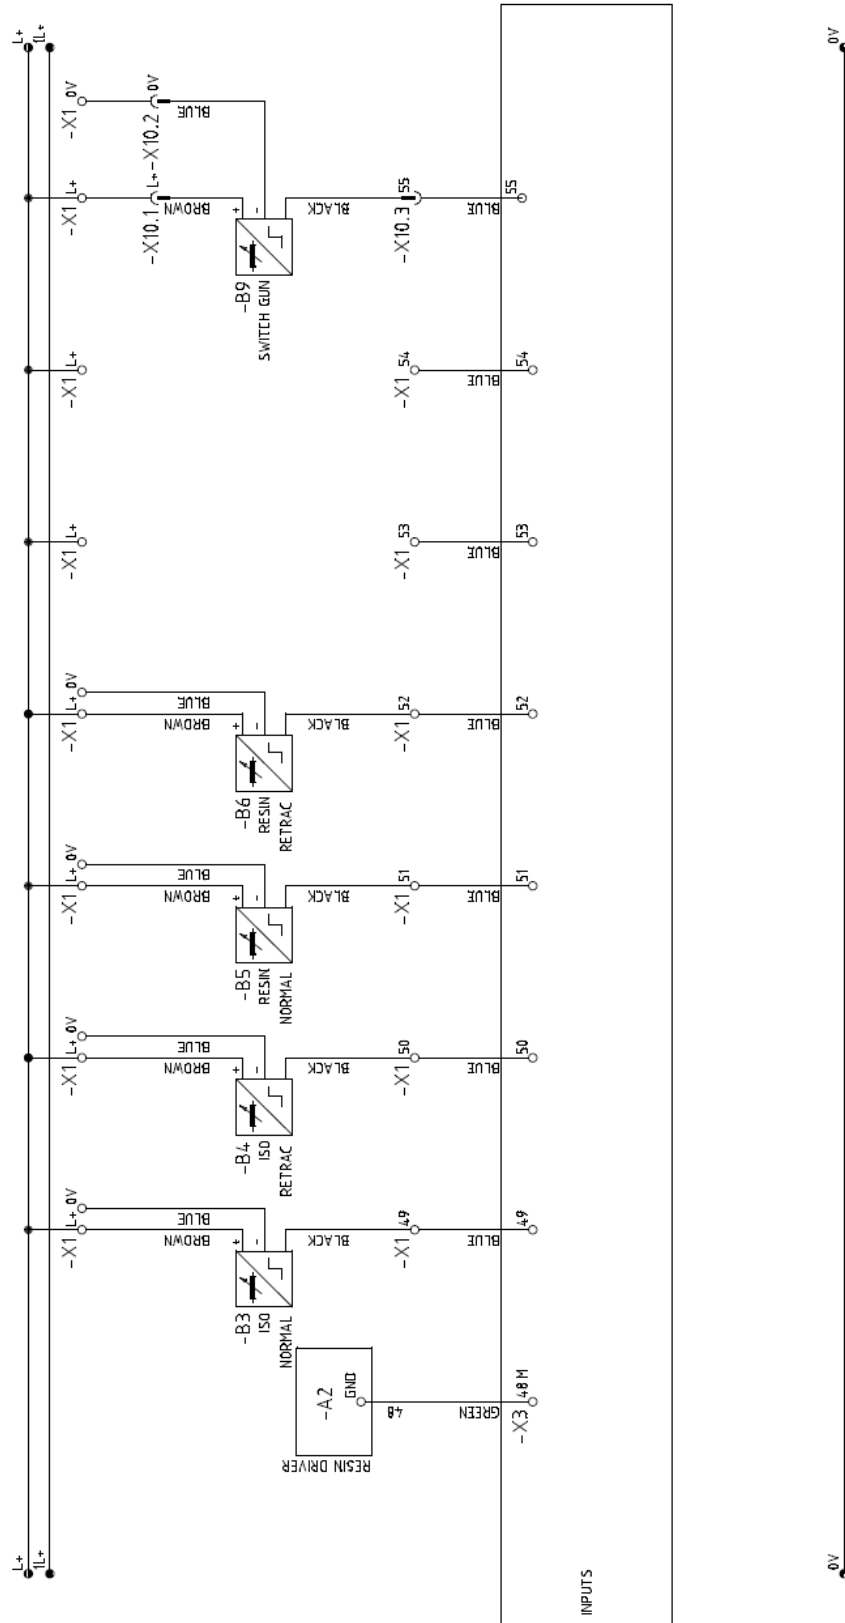 L+
1L+
0V
-X1 0V
-X10.2 0V
BLUE
-X1 L+
-X10.1 L+
BROWN
+ -
-B9
SWITCH GUN
BLACK
-X10.3 55
BLUE
55
-X1 L+
-X1 54
BLUE
54
-X1 L+
-X1 53
BLUE
53
-X1 L+ 0V
BLUE
BROWN
+ -
-B6
RESIN
RETRAC
BLACK
-X1 52
BLUE
52
-X1 L+ 0V
BLUE
BROWN
+ -
-B5
RESIN
NORMAL
BLACK
-X1 51
BLUE
51
-X1 L+ 0V
BLUE
BROWN
+ -
-B4
ISO
RETRAC
BLACK
-X1 50
BLUE
50
-X1 L+ 0V
BLUE
BROWN
+ -
-B3
ISO
NORMAL
BLACK
-X1 49
BLUE
49
-A2
GND
RESIN DRIVER
48
GREEN
-X3 48M
L+
1L+
INPUTS
0V